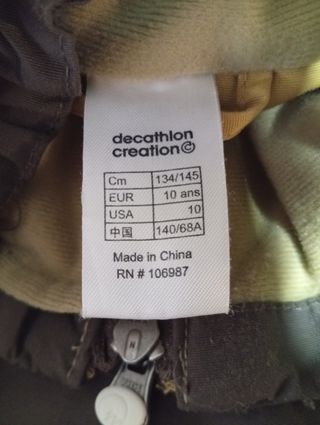 decathlon
creation©
Cm 134/145
EUR 10 ans
USA 10
中国 140/68A
Made in China
RN # 106987